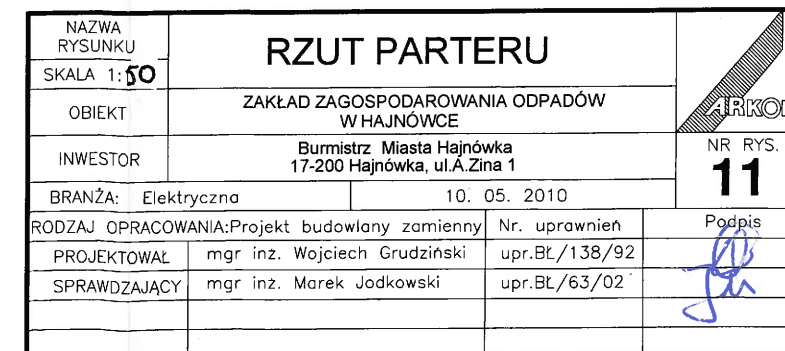 NAZWA
RYSUNKU
SKALA 1:50
RZUT PARTERU
OBIEKT
ZAKŁAD ZAGOSPODAROWANIA ODPADÓW
W HAJNÓWCE
INWESTOR
Burmistrz Miasta Hajnówka
17-200 Hajnówka, ul.A.Zina 1
NR RYS.
11
BRANŻA: Elektryczna
10. 05. 2010
RODZAJ OPRACOWANIA:Projekt budowlany zamienny
Nr. uprawnień
Podpis
PROJEKTOWAŁ
mgr inż. Wojciech Grudziński
upr.BŁ/138/92
SPRAWDZAJĄCY
mgr inż. Marek Jodkowski
upr.BŁ/63/02